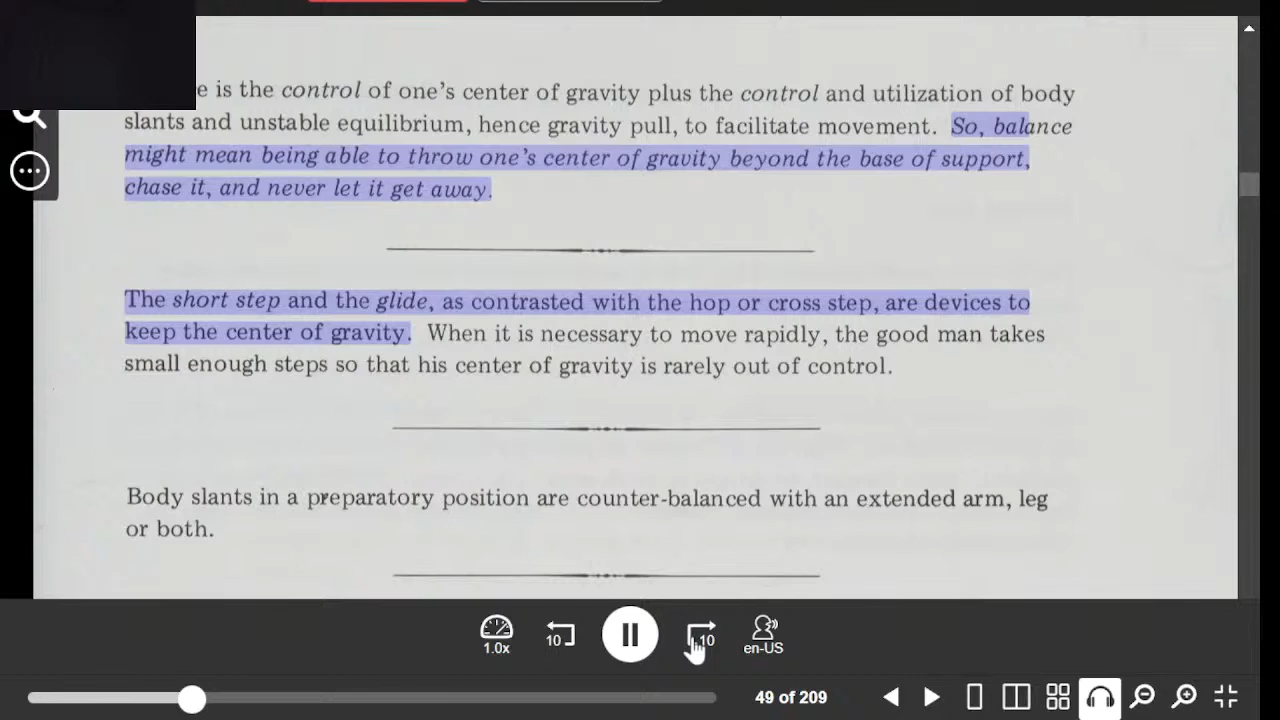 e is the control of one's center of gravity plus the control and utilization of body
slants and unstable equilibrium, hence gravity pull, to facilitate movement. So, balance
might mean being able to throw one's center of gravity beyond the base of support,
chase it, and never let it get away.
The short step and the glide, as contrasted with the hop or cross step, are devices to
keep the center of gravity. When it is necessary to move rapidly, the good man takes
small enough steps so that his center of gravity is rarely out of control.
Body slants in a preparatory position are counter-balanced with an extended arm, leg
or both.
1.0x
10
10
en-US
49 of 209